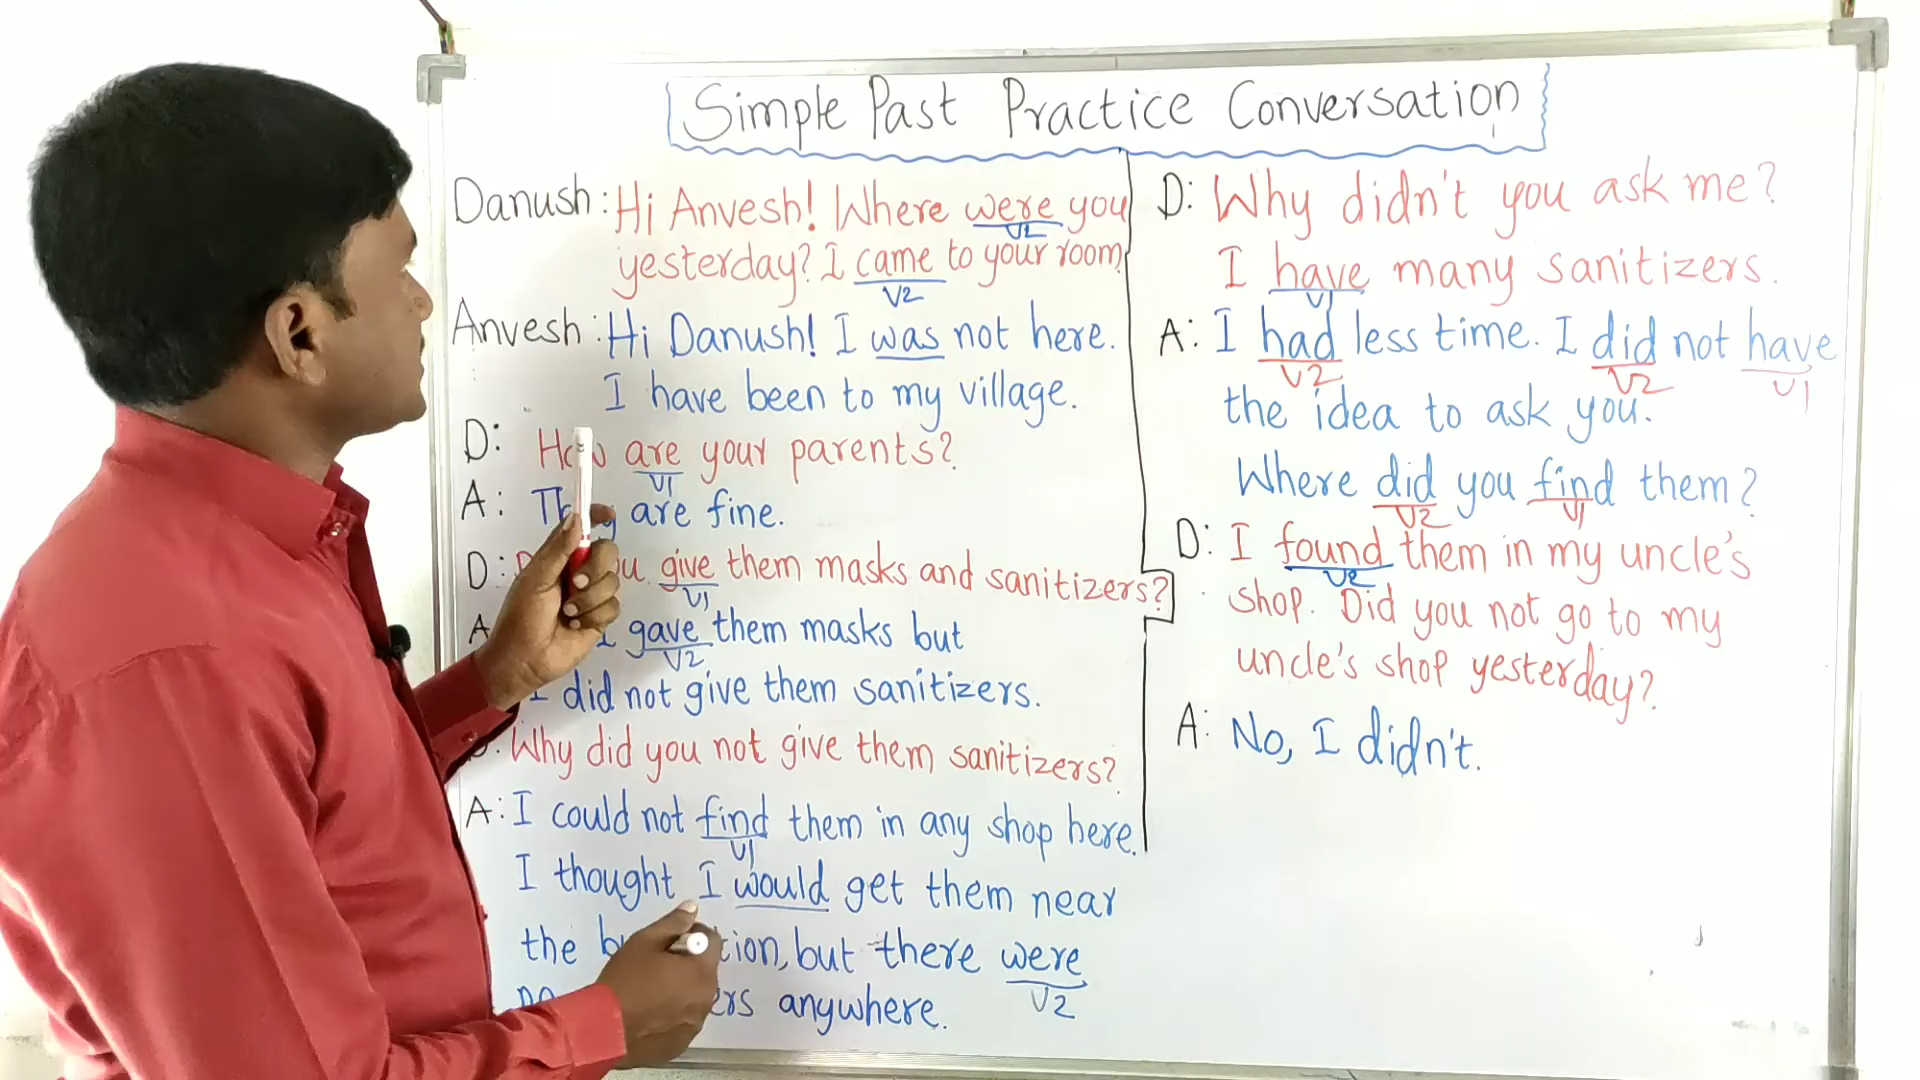 Simple Past Practice Conversation
Danush: Hi Anvesh! Where were you
V2
yesterday? I came to your room
V2
Anvesh: Hi Danush! I was not here.
I have been to my village.
D: How are your parents?
V1
A: They are fine.
D: give them masks and sanitizers?
V1
A I gave them masks but
V2
I did not give them sanitizers.
Why did you not give them sanitizers?
A: I could not find them in any shop here.
V1
I thought I would get them near
the but there were
V2
anywhere.
D: Why didn't you ask me?
I have many sanitizers.
V1
A: I had less time. I did not have
V2 V2 V1
the idea to ask you.
Where did you find them?
V2 V1
D: I found them in my uncle's
V2
shop. Did you not go to my
uncle's shop yesterday?
A: No, I didn't.